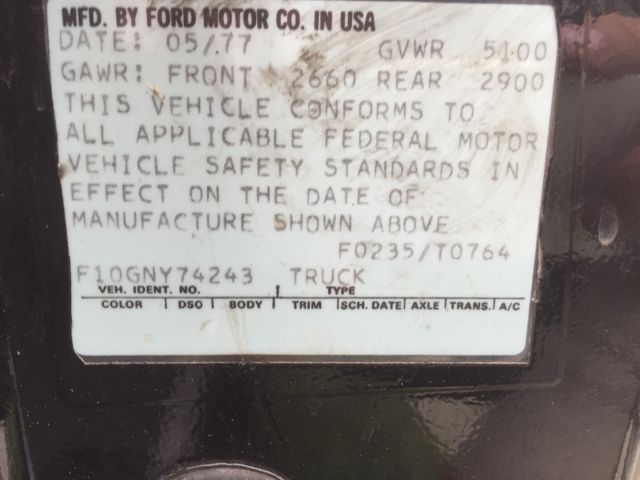 MFD. BY FORD MOTOR CO. IN USA
DATE: 05/77 GVWR 5100
GAWR: FRONT 2660 REAR 2900
THIS VEHICLE CONFORMS TO
ALL APPLICABLE FEDERAL MOTOR
VEHICLE SAFETY STANDARDS IN
EFFECT ON THE DATE OF
MANUFACTURE SHOWN ABOVE
F0235/T0764
F10GNY74243 TRUCK
VEH. IDENT. NO. TYPE
COLOR DSO BODY TRIM SCH. DATE AXLE TRANS. A/C